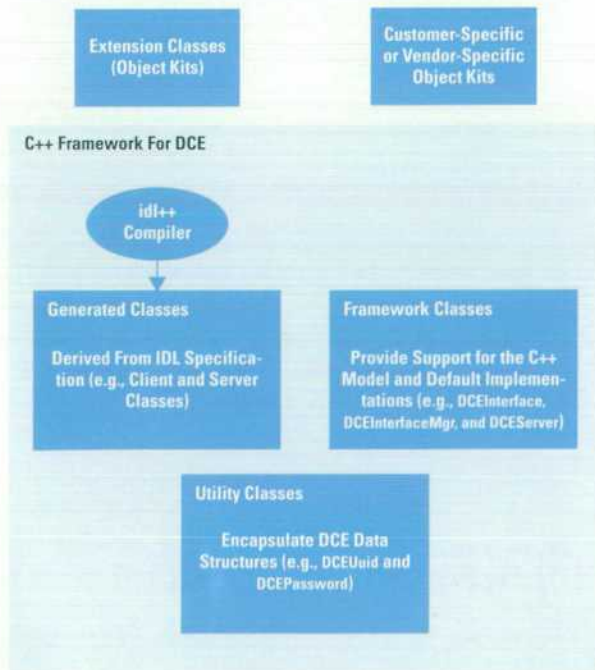 Extension Classes
(Object Kits)
Customer-Specific
or Vendor-Specific
Object Kits
C++ Framework For DCE
idl++
Compiler
Generated Classes
Derived From IDL Specifica-
tion (e.g., Client and Server
Classes)
Framework Classes
Provide Support for the C++
Model and Default Implemen-
tations (e.g., DCEInterface,
DCEInterfaceMgr, and DCEServer)
Utility Classes
Encapsulate DCE Data
Structures (e.g., DCEUuid and
DCEPassword)